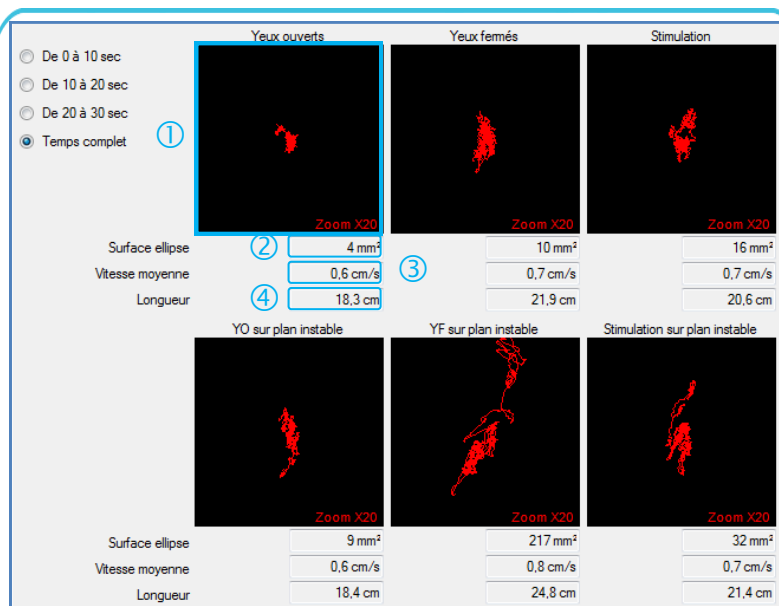 Yeux ouverts Yeux fermés Stimulation
De 0 à 10 sec
De 10 à 20 sec
De 20 à 30 sec
① Temps complet
Zoom X20 Zoom X20 Zoom X20
Surface ellipse ② 4 mm² 10 mm² 16 mm²
Vitesse moyenne 0,6 cm/s ③ 0,7 cm/s 0,7 cm/s
Longueur ④ 18,3 cm 21,9 cm 20,6 cm
YO sur plan instable YF sur plan instable Stimulation sur plan instable
Zoom X20 Zoom X20 Zoom X20
Surface ellipse 9 mm² 217 mm² 32 mm²
Vitesse moyenne 0,6 cm/s 0,8 cm/s 0,7 cm/s
Longueur 18,4 cm 24,8 cm 21,4 cm